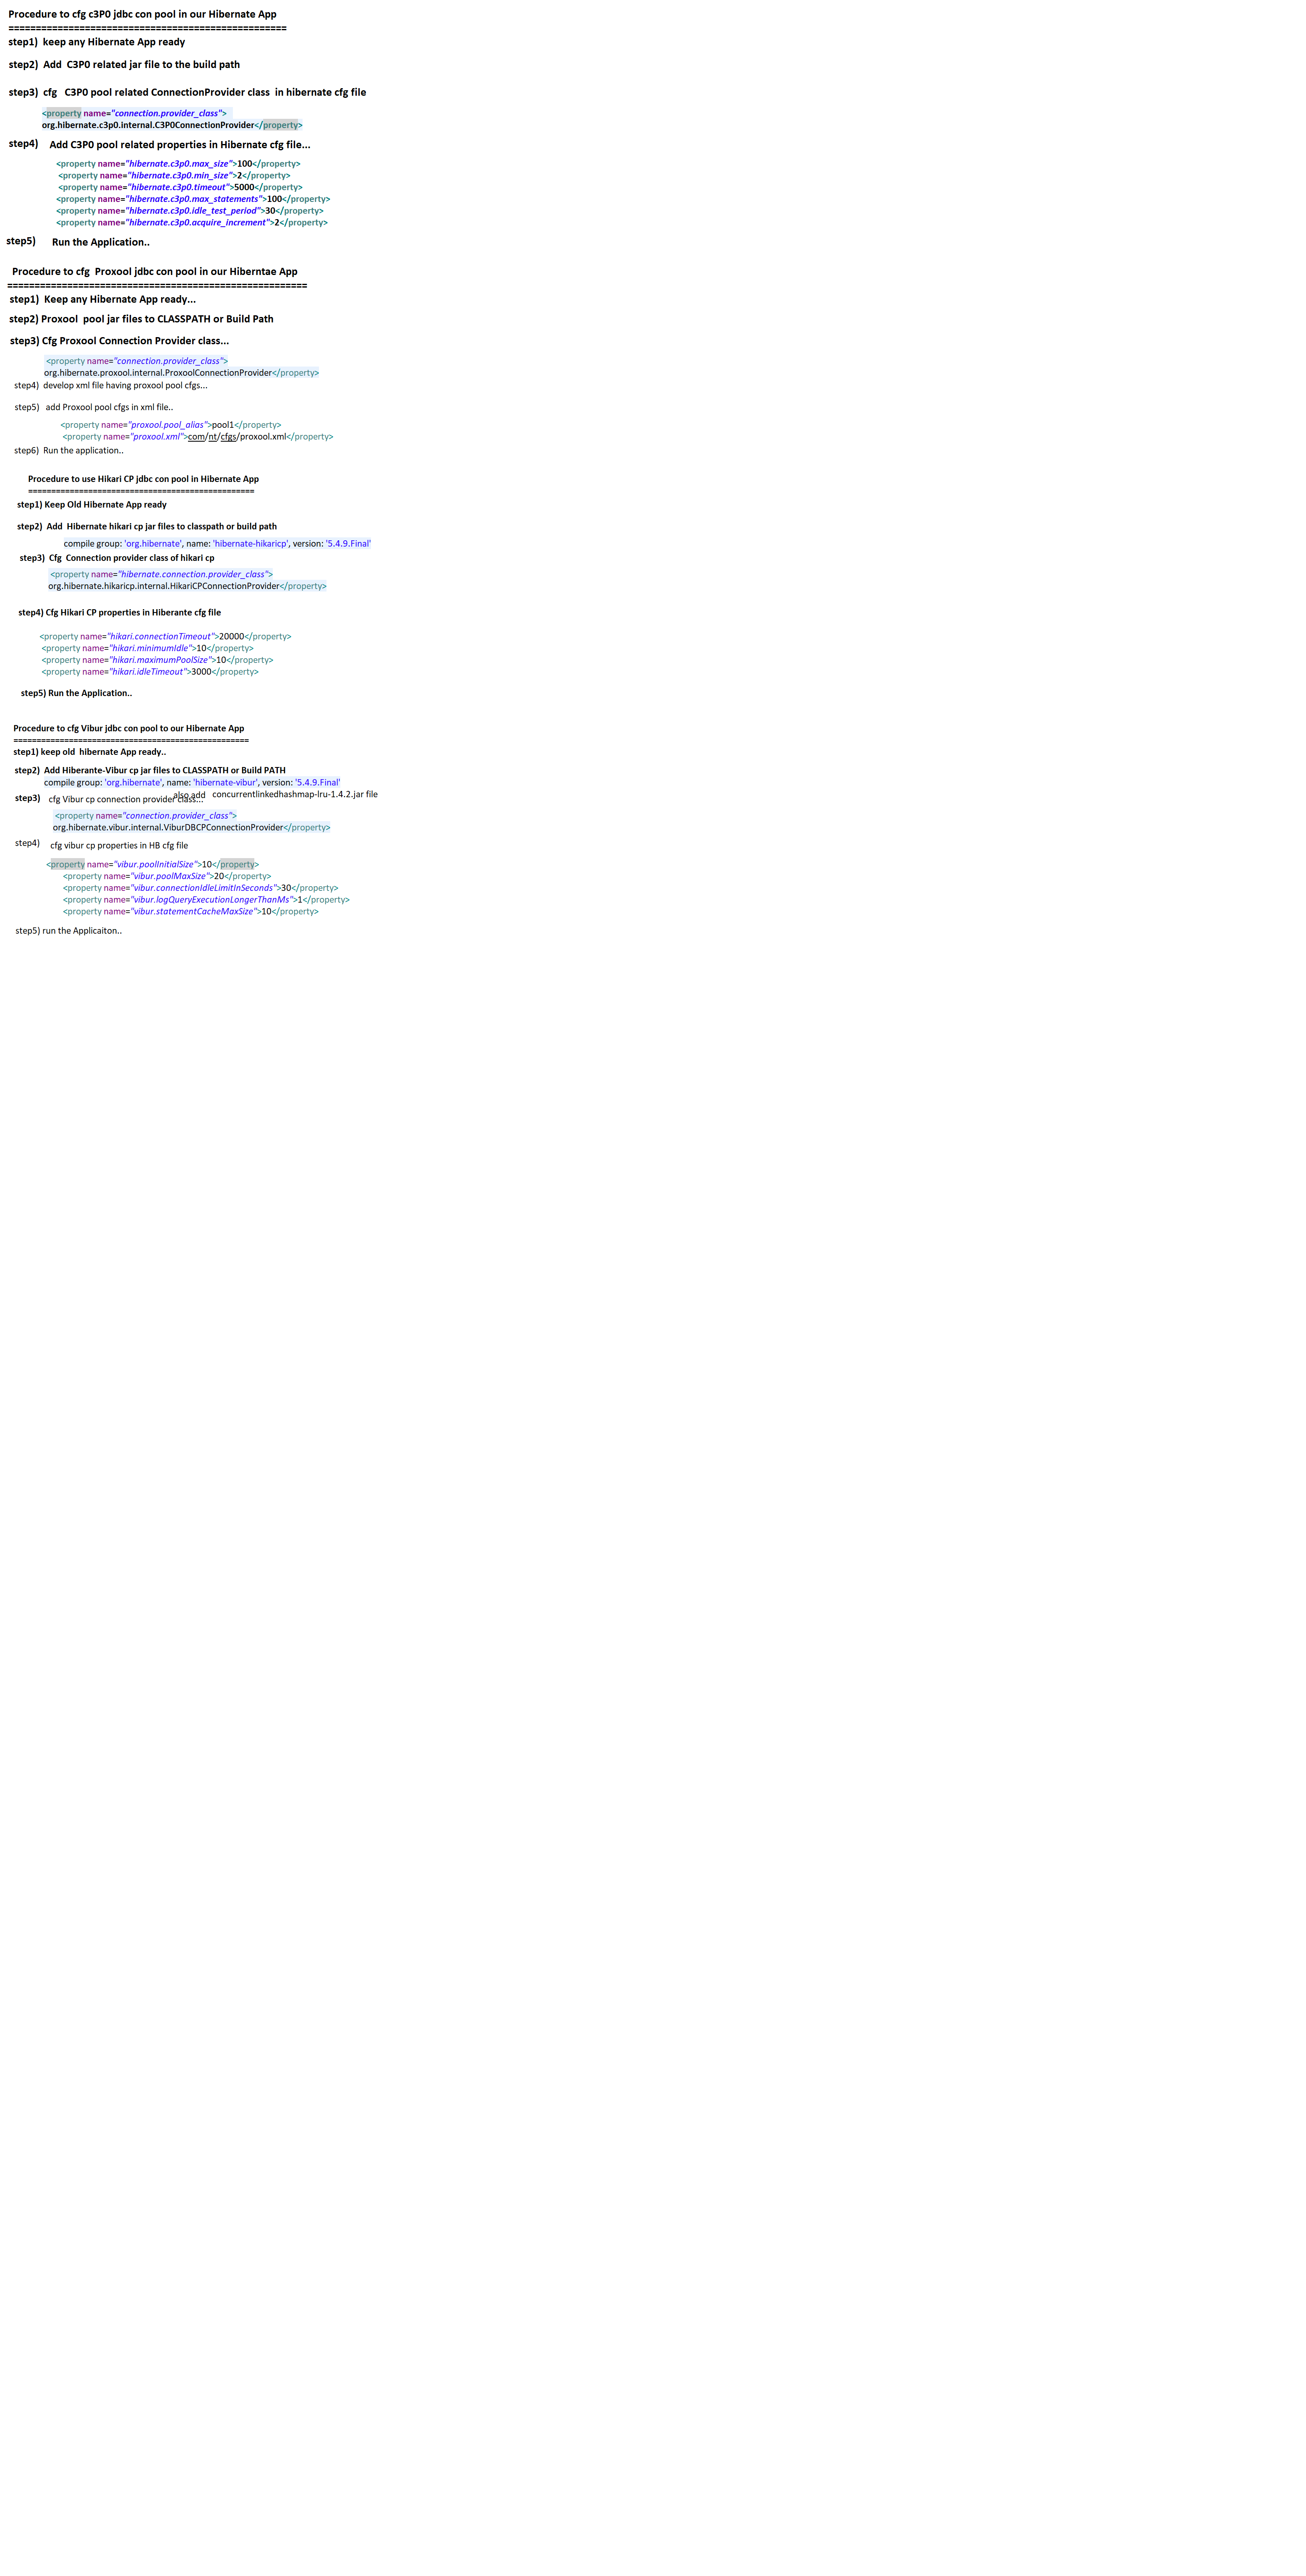 Procedure to cfg c3P0 jdbc con pool in our Hibernate App
====================================================
step1)  keep any Hibernate App ready
step2)  Add  C3P0 related jar file to the build path
step3)  cfg   C3P0 pool related ConnectionProvider class  in hibernate cfg file
<property name="connection.provider_class">
org.hibernate.c3p0.internal.C3P0ConnectionProvider</property>
step4)    Add C3P0 pool related properties in Hibernate cfg file...
<property name="hibernate.c3p0.max_size">100</property>
<property name="hibernate.c3p0.min_size">2</property>
<property name="hibernate.c3p0.timeout">5000</property>
<property name="hibernate.c3p0.max_statements">100</property>
<property name="hibernate.c3p0.idle_test_period">30</property>
<property name="hibernate.c3p0.acquire_increment">2</property>
step5)      Run the Application..
Procedure to cfg  Proxool jdbc con pool in our Hiberntae App
========================================================
step1)  Keep any Hibernate App ready...
step2) Proxool  pool jar files to CLASSPATH or Build Path
step3) Cfg Proxool Connection Provider class...
<property name="connection.provider_class">
org.hibernate.proxool.internal.ProxoolConnectionProvider</property>
step4)  develop xml file having proxool pool cfgs...
step5)   add Proxool pool cfgs in xml file..
<property name="proxool.pool_alias">pool1</property>
<property name="proxool.xml">com/nt/cfgs/proxool.xml</property>
step6)  Run the application..
Procedure to use Hikari CP jdbc con pool in Hibernate App
=================================================
step1) Keep Old Hibernate App ready
step2)  Add  Hibernate hikari cp jar files to classpath or build path
compile group: 'org.hibernate', name: 'hibernate-hikaricp', version: '5.4.9.Final'
step3)  Cfg  Connection provider class of hikari cp
<property name="hibernate.connection.provider_class">
org.hibernate.hikaricp.internal.HikariCPConnectionProvider</property>
step4) Cfg Hikari CP properties in Hiberante cfg file
<property name="hikari.connectionTimeout">20000</property>
<property name="hikari.minimumIdle">10</property>
<property name="hikari.maximumPoolSize">10</property>
<property name="hikari.idleTimeout">3000</property>
step5) Run the Application..
Procedure to cfg Vibur jdbc con pool to our Hibernate App
===================================================
step1) keep old  hibernate App ready..
step2)  Add Hiberante-Vibur cp jar files to CLASSPATH or Build PATH
compile group: 'org.hibernate', name: 'hibernate-vibur', version: '5.4.9.Final'
also add   concurrentlinkedhashmap-lru-1.4.2.jar file
step3)   cfg Vibur cp connection provider class...
<property name="connection.provider_class">
org.hibernate.vibur.internal.ViburDBCPConnectionProvider</property>
step4)    cfg vibur cp properties in HB cfg file
<property name="vibur.poolInitialSize">10</property>
<property name="vibur.poolMaxSize">20</property>
<property name="vibur.connectionIdleLimitInSeconds">30</property>
<property name="vibur.logQueryExecutionLongerThanMs">1</property>
<property name="vibur.statementCacheMaxSize">10</property>
step5) run the Applicaiton..